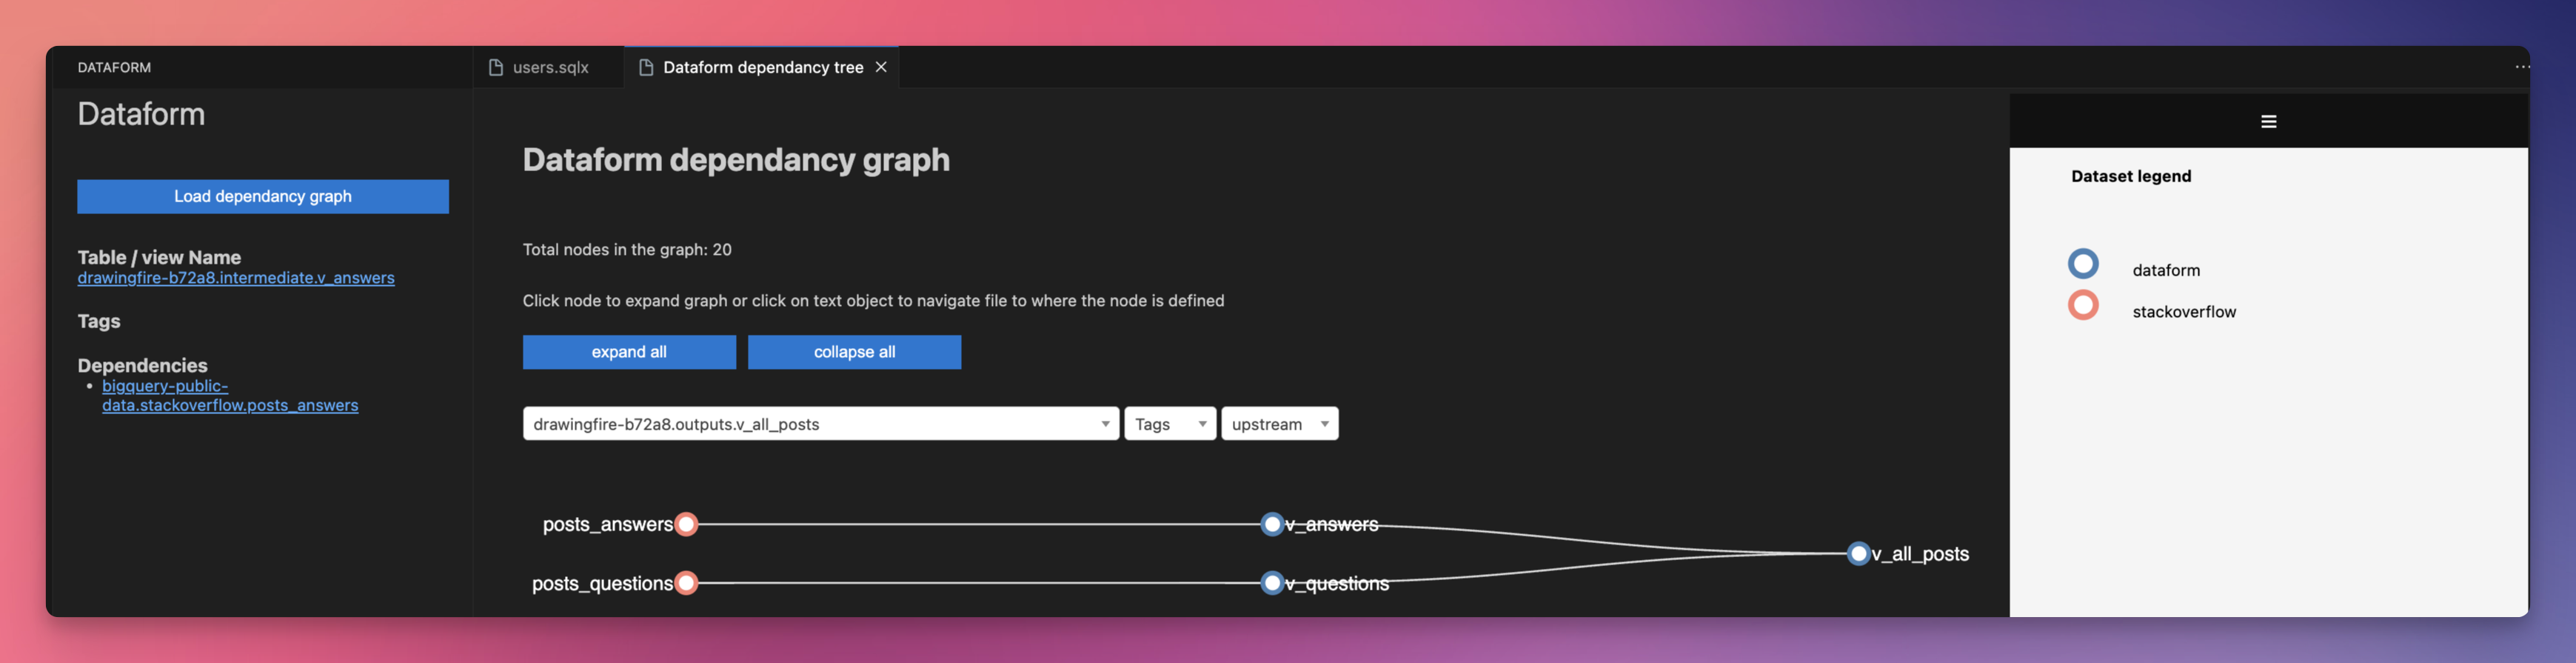 DATAFORM
Dataform
Load dependancy graph
Table / view Name
drawingfire-b72a8.intermediate.v_answers
Tags
Dependencies
• bigquery-public-
data.stackoverflow.posts_answers
users.sqlx
Dataform dependancy tree
Dataform dependancy graph
Total nodes in the graph: 20
Click node to expand graph or click on text object to navigate file to where the node is defined
expand all
collapse all
drawingfire-b72a8.outputs.v_all_posts
Tags
upstream
posts_answers
v_answers
v_all_posts
posts_questions
v_questions
Dataset legend
dataform
stackoverflow